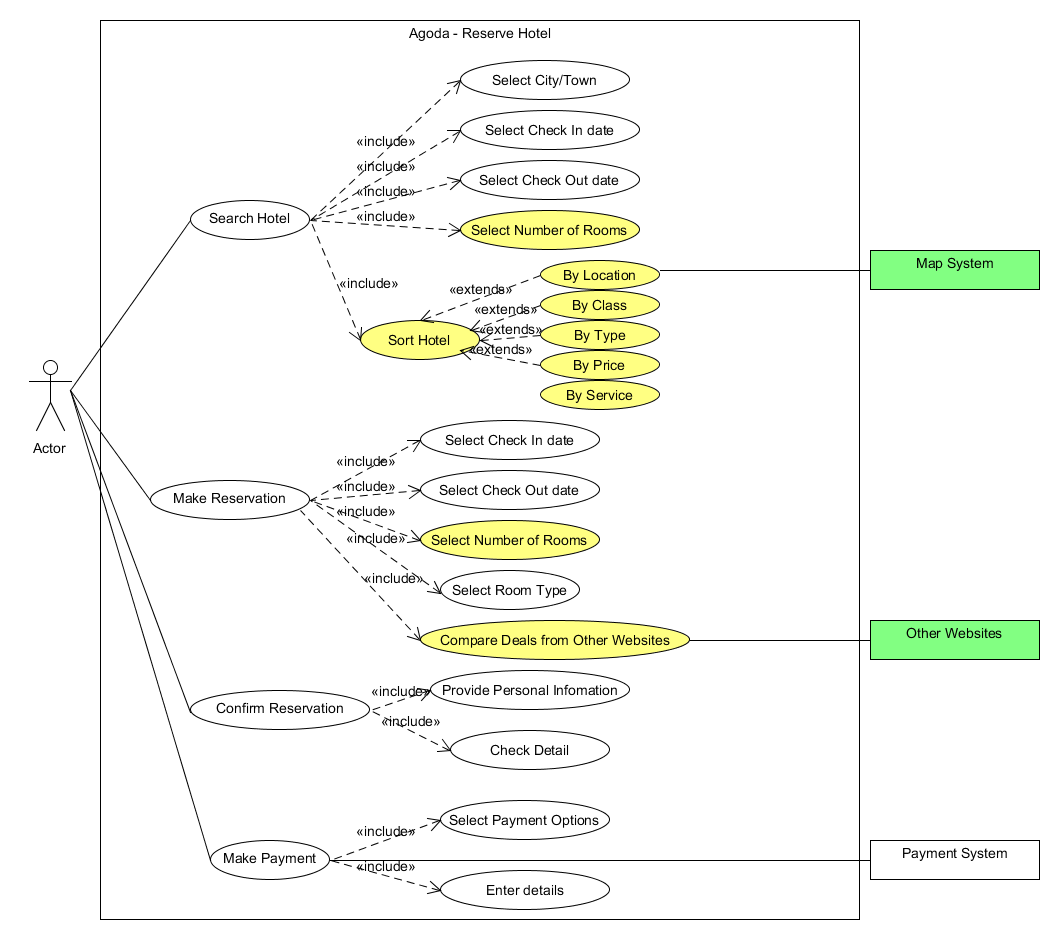 Agoda - Reserve Hotel
Select City/Town
Select Check In date
Select Check Out date
Select Number of Rooms
«include»
«include»
«include»
«include»
Search Hotel
«include»
By Location
By Class
By Type
By Price
By Service
«extends»
«extends»
«extends»
«extends»
Sort Hotel
Map System
Actor
Select Check In date
Select Check Out date
Select Number of Rooms
Select Room Type
Compare Deals from Other Websites
«include»
«include»
«include»
«include»
«include»
Make Reservation
Other Websites
Provide Personal Infomation
«include»
Confirm Reservation
«include»
Check Detail
Select Payment Options
«include»
Make Payment
«include»
Enter details
Payment System